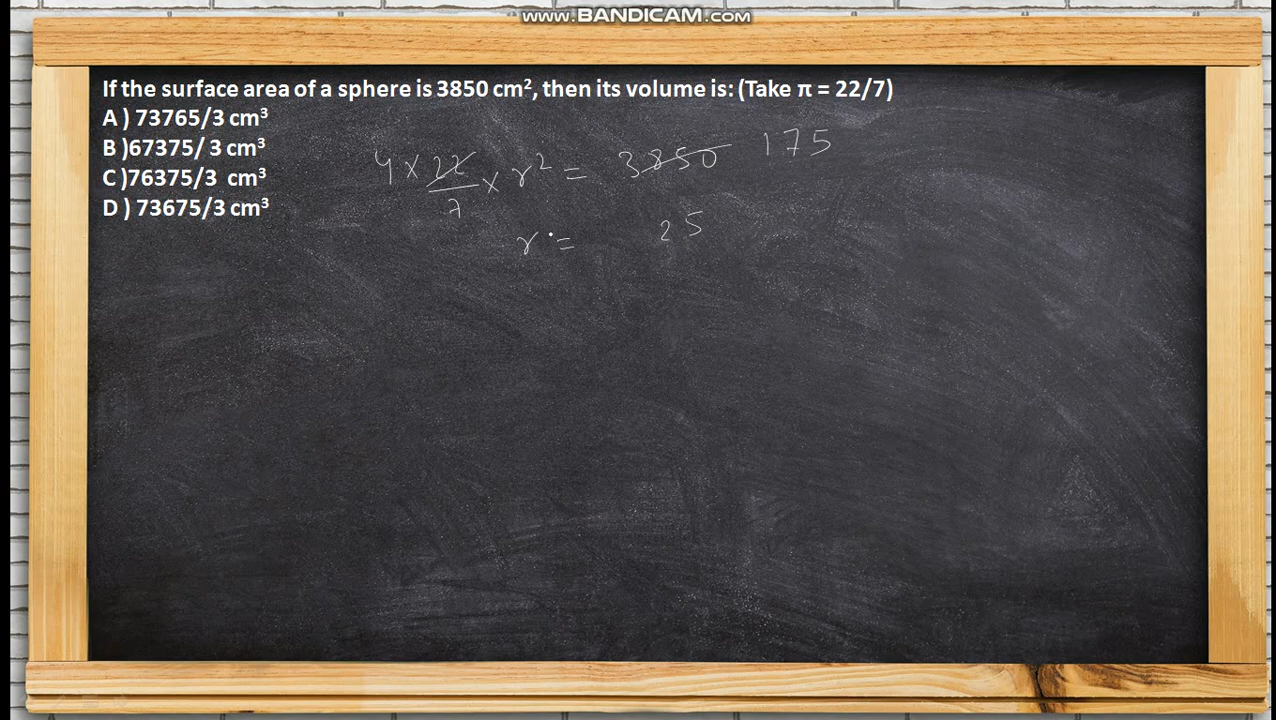 www.BANDICAM.com
If the surface area of a sphere is 3850 cm², then its volume is: (Take π = 22/7)
A ) 73765/3 cm³
B )67375/ 3 cm³
C )76375/3 cm³
D ) 73675/3 cm³
4 × 22/7 × r² = 3850 175
r = 25